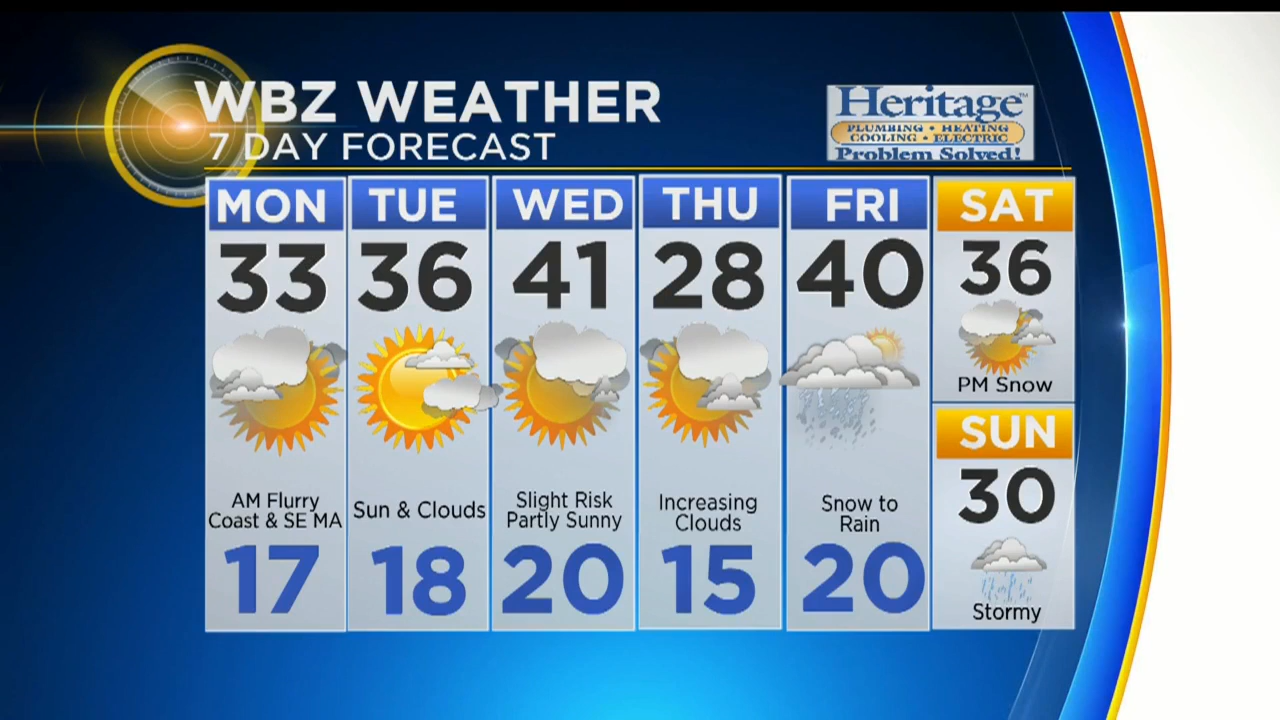 WBZ WEATHER
7 DAY FORECAST
Heritage™
PLUMBING • HEATING
COOLING • ELECTRIC
Problem Solved!
MON
33
AM Flurry
Coast & SE MA
17
TUE
36
Sun & Clouds
18
WED
41
Slight Risk
Partly Sunny
20
THU
28
Increasing
Clouds
15
FRI
40
Snow to
Rain
20
SAT
36
PM Snow
SUN
30
Stormy